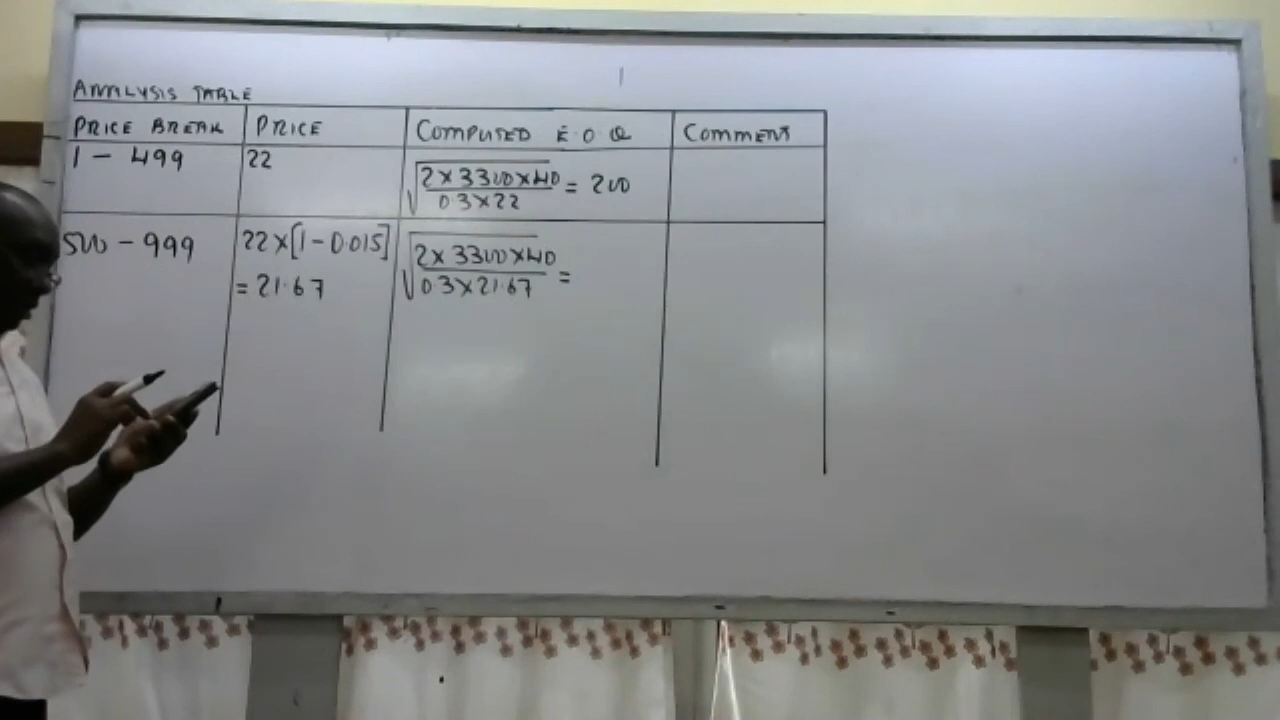 ANALYSIS TABLE
PRICE BREAK PRICE COMPUTED E.O Q COMMENT
1 - 499 22 √(2 × 3300 × 40 / 0.3 × 22) = 200
500 - 999 22 × [1 - 0.015] √(2 × 3300 × 40 / 0.3 × 21.67) =
= 21.67